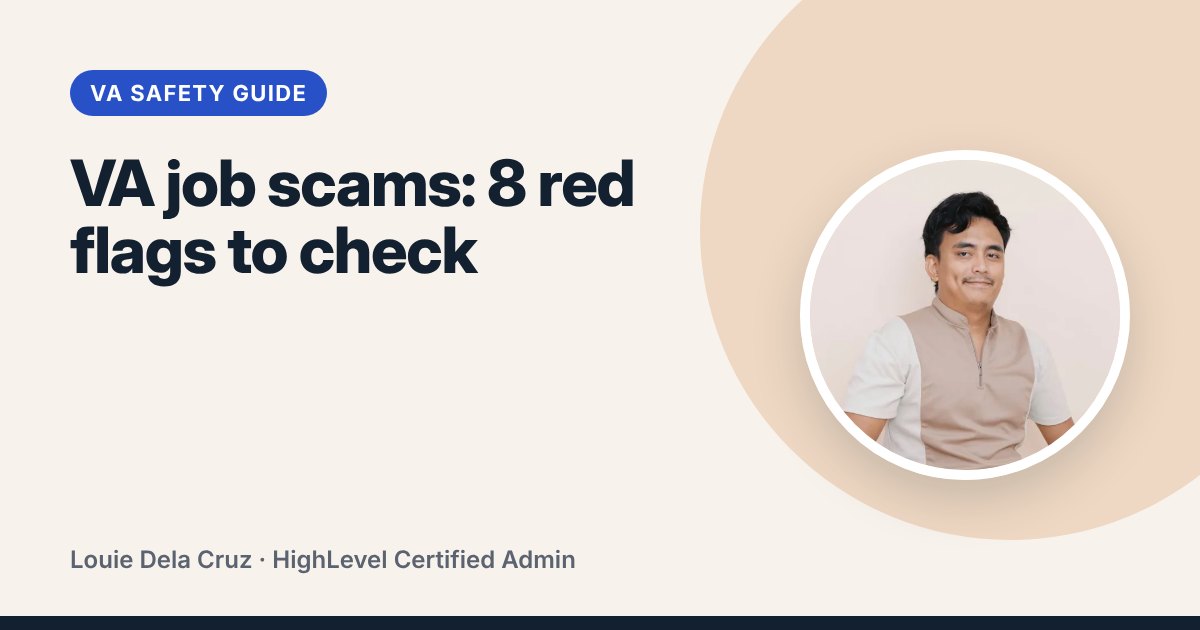 VA SAFETY GUIDE
VA job scams: 8 red
flags to check
Louie Dela Cruz · HighLevel Certified Admin